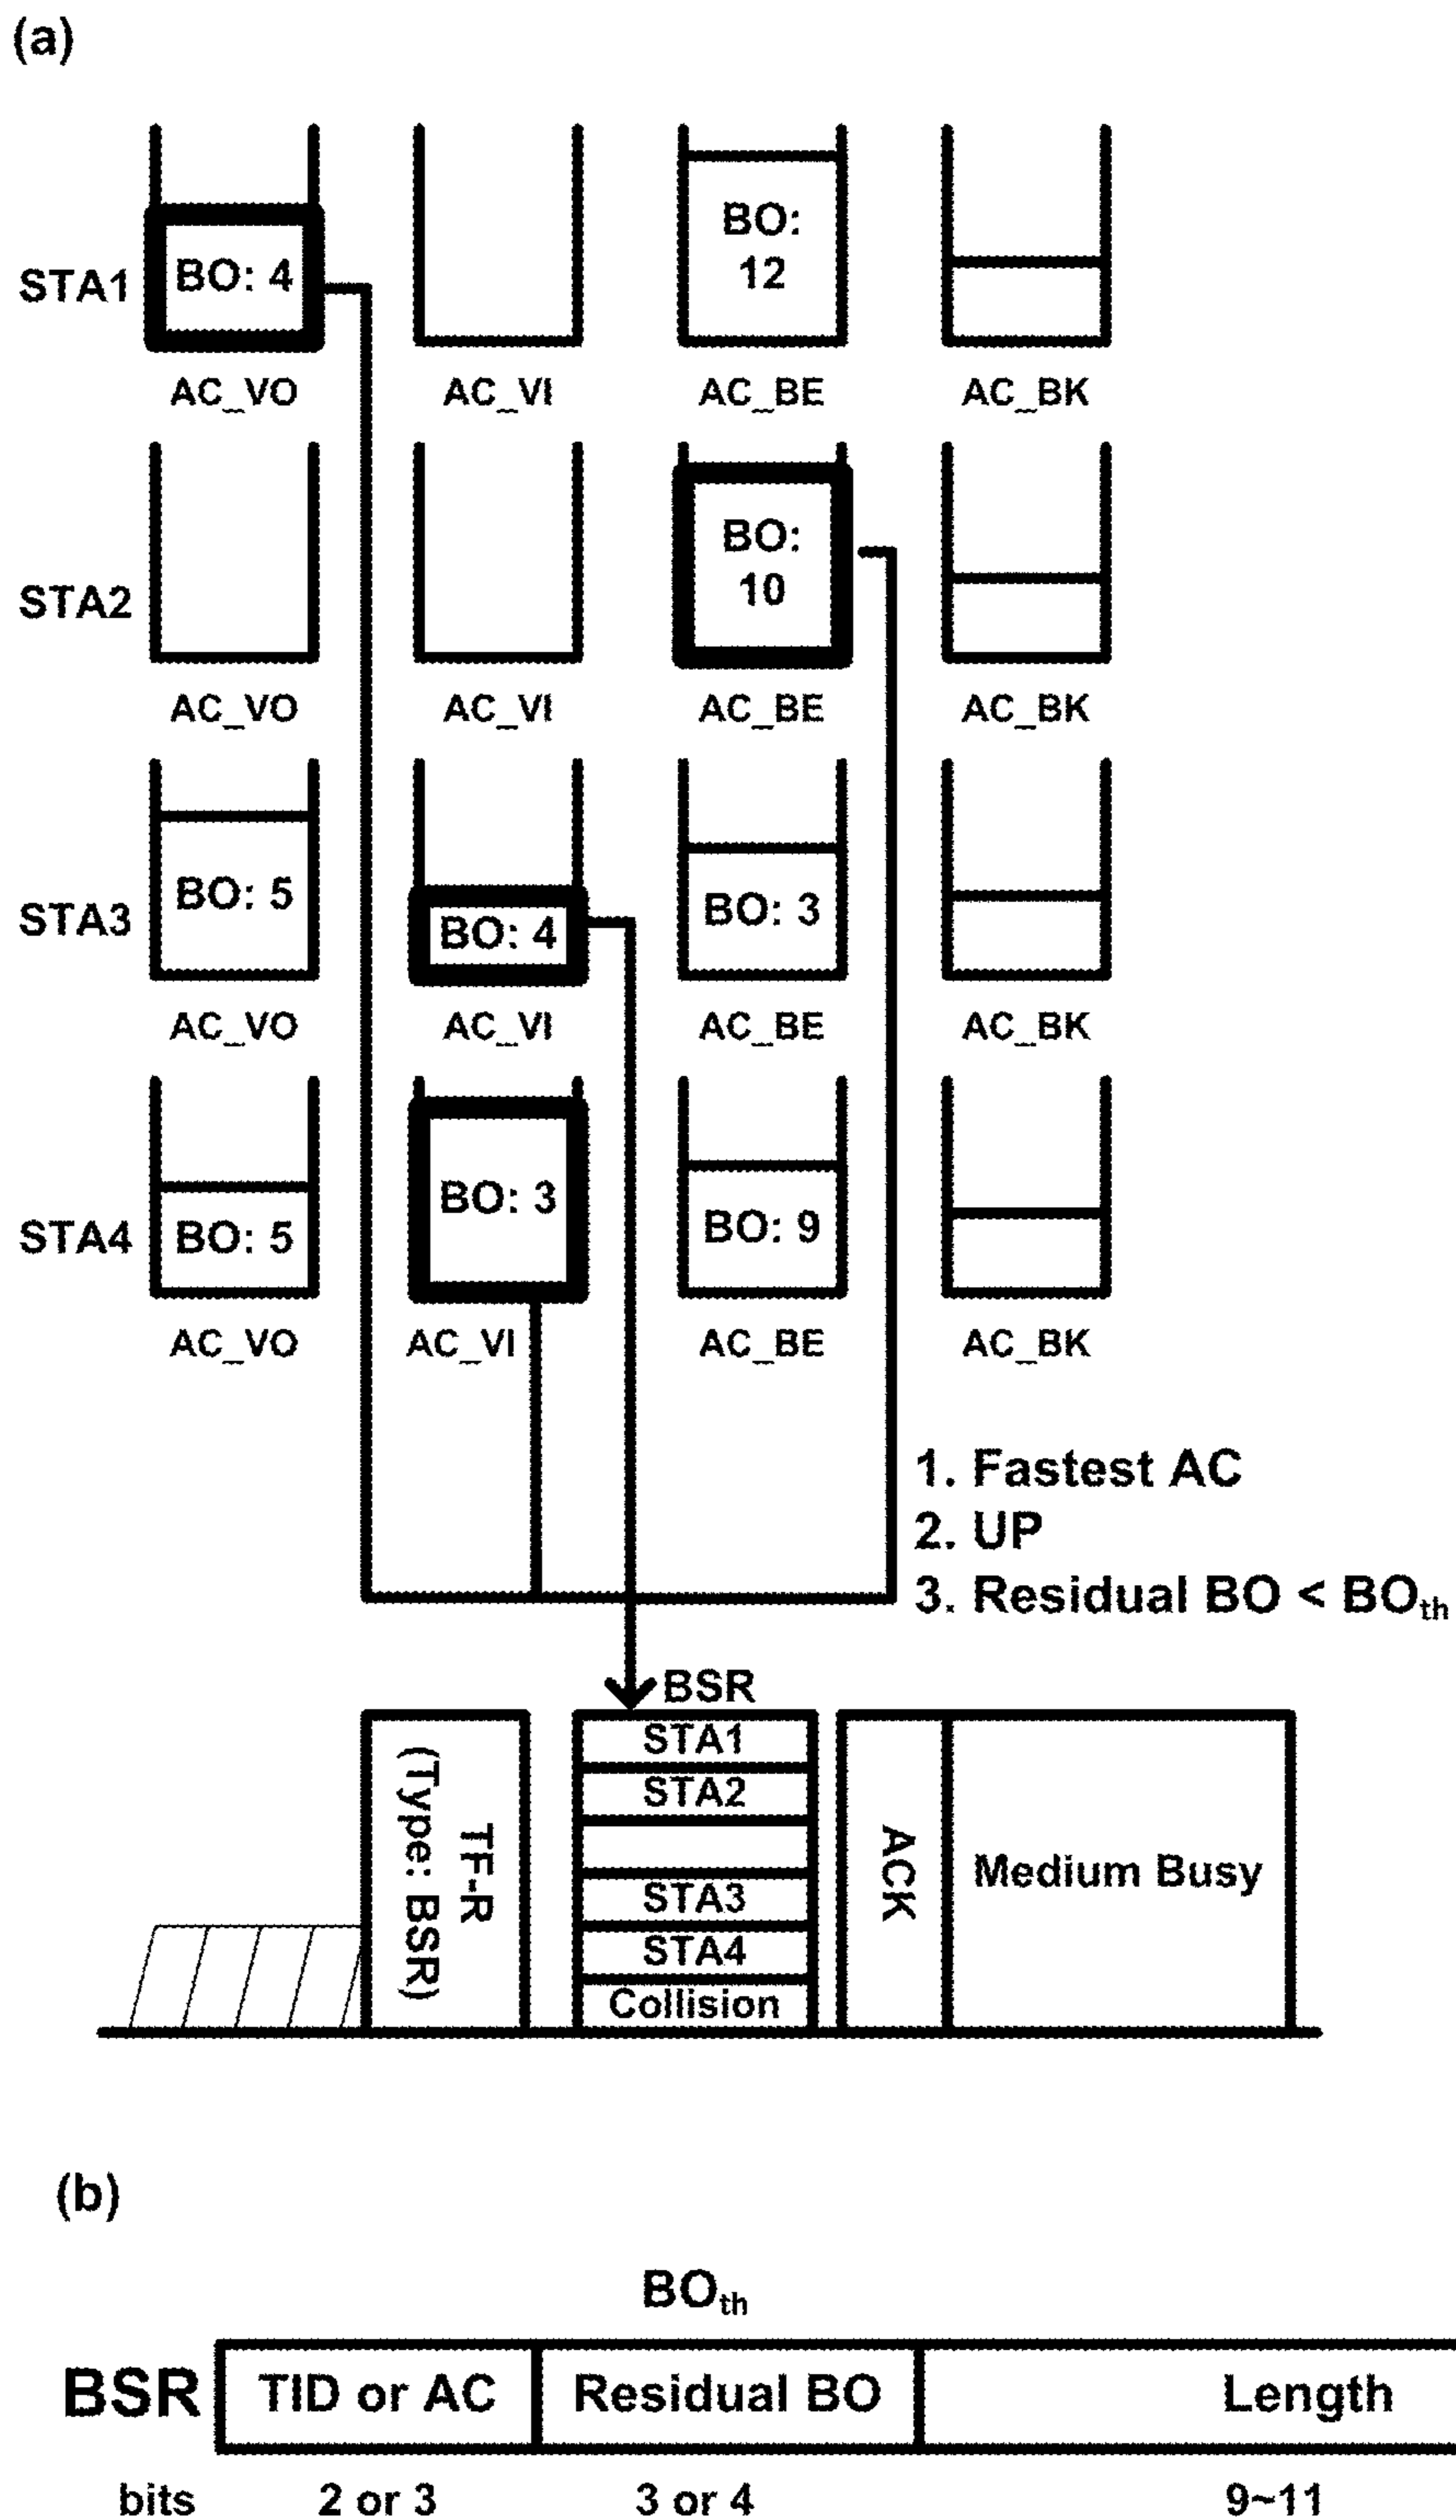 (a)
BO: 4
BO:
12
STA1
AC_VO AC_VI AC_BE AC_BK
BO:
10
STA2
AC_VO AC_VI AC_BE AC_BK
BO: 5
BO: 4
BO: 3
STA3
AC_VO AC_VI AC_BE AC_BK
BO: 5
BO: 3
BO: 9
STA4
AC_VO AC_VI AC_BE AC_BK
1. Fastest AC
2. UP
3. Residual BO < BOth
BSR
TF-R
(Type: BSR)
STA1
STA2
STA3
STA4
Collision
ACK
Medium Busy
(b)
BOth
BSR TID or AC Residual BO Length
bits 2 or 3 3 or 4 9~11